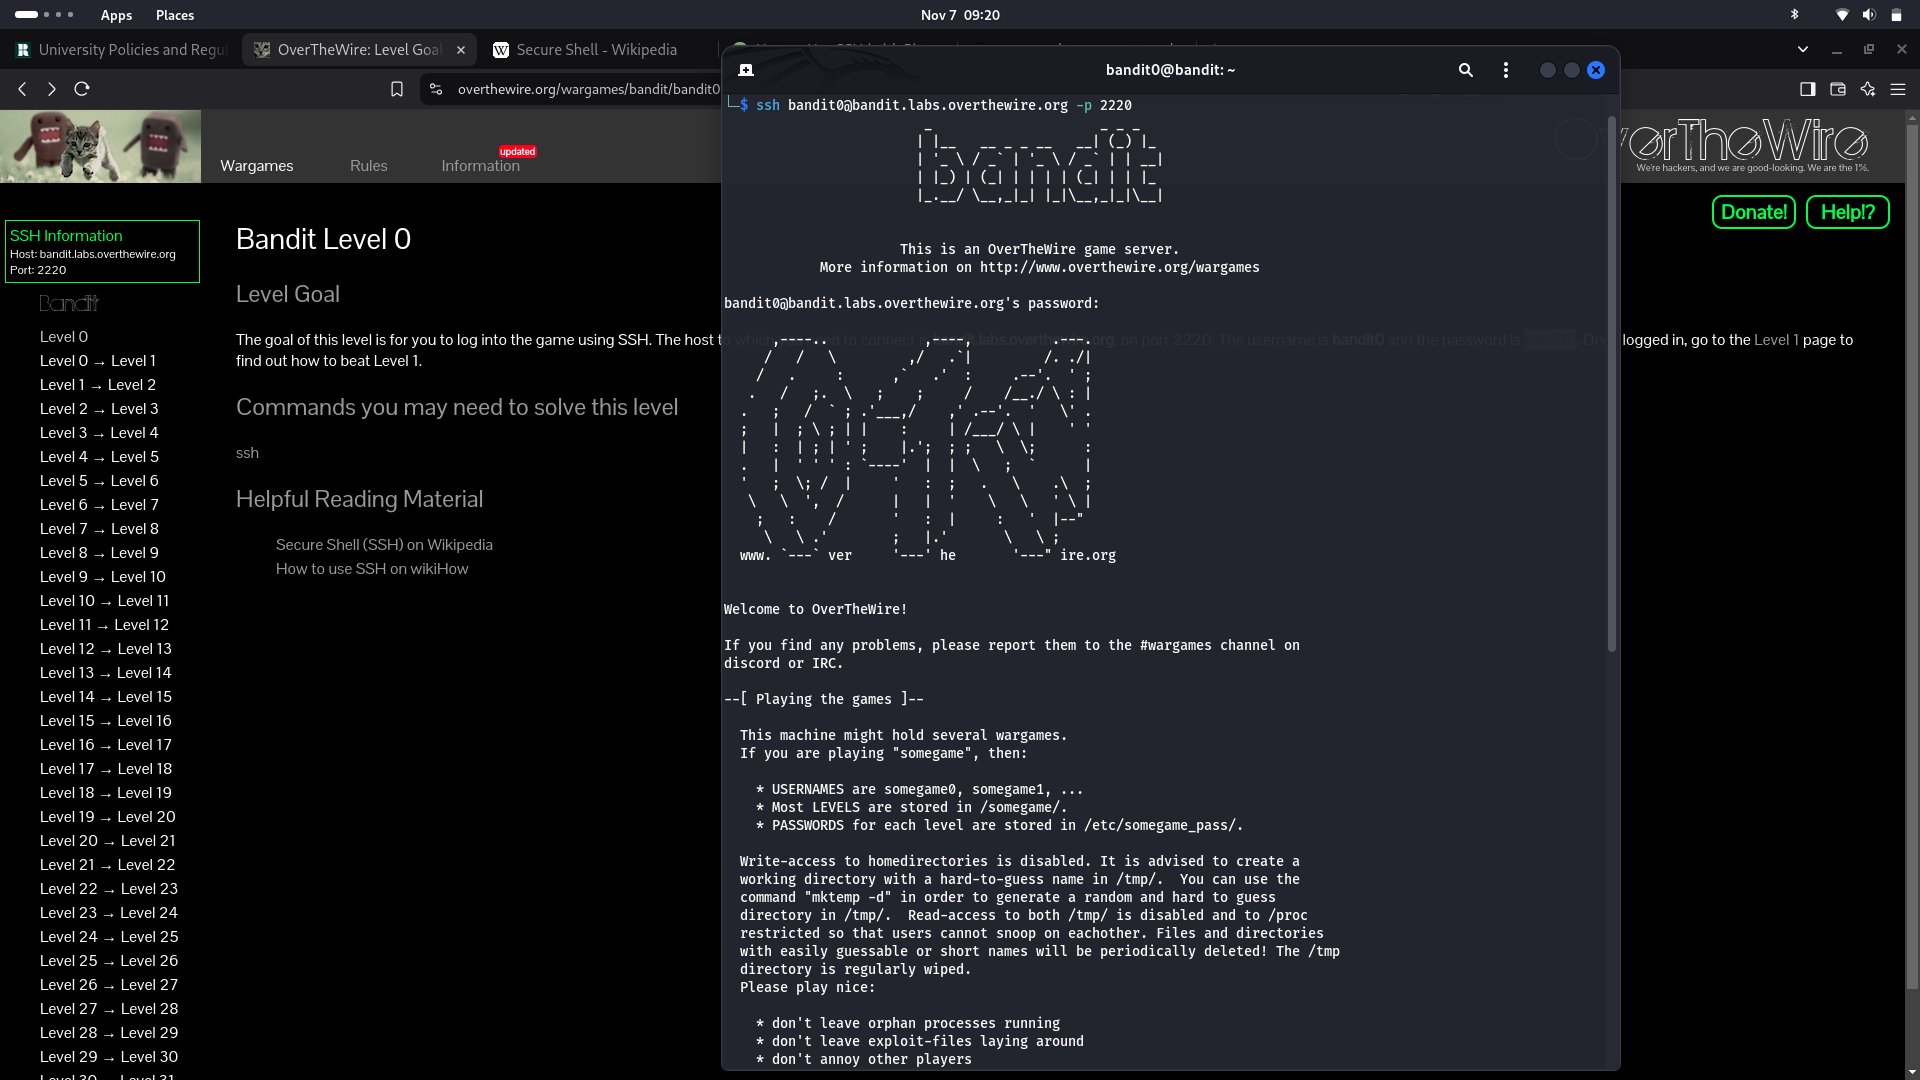 Apps Places Nov 7 09:20
University Policies and Regu OverTheWire: Level Goal Secure Shell - Wikipedia
overthewire.org/wargames/bandit/bandit0
Wargames Rules Information updated
OverTheWire
We're hackers, and we are good-looking. We are the 1%.
Donate! Help!?
SSH Information
Host: bandit.labs.overthewire.org
Port: 2220
Bandit
Level 0
Level 0 → Level 1
Level 1 → Level 2
Level 2 → Level 3
Level 3 → Level 4
Level 4 → Level 5
Level 5 → Level 6
Level 6 → Level 7
Level 7 → Level 8
Level 8 → Level 9
Level 9 → Level 10
Level 10 → Level 11
Level 11 → Level 12
Level 12 → Level 13
Level 13 → Level 14
Level 14 → Level 15
Level 15 → Level 16
Level 16 → Level 17
Level 17 → Level 18
Level 18 → Level 19
Level 19 → Level 20
Level 20 → Level 21
Level 21 → Level 22
Level 22 → Level 23
Level 23 → Level 24
Level 24 → Level 25
Level 25 → Level 26
Level 26 → Level 27
Level 27 → Level 28
Level 28 → Level 29
Level 29 → Level 30
Level 30 → Level 31
Bandit Level 0
Level Goal
The goal of this level is for you to log into the game using SSH. The host to which you need to connect is bandit.labs.overthewire.org, on port 2220. The username is bandit0 and the password is Once logged in, go to the Level 1 page to
find out how to beat Level 1.
Commands you may need to solve this level
ssh
Helpful Reading Material
Secure Shell (SSH) on Wikipedia
How to use SSH on wikiHow
bandit0@bandit: ~
$ ssh bandit0@bandit.labs.overthewire.org -p 2220
bandit
This is an OverTheWire game server.
More information on http://www.overthewire.org/wargames
bandit0@bandit.labs.overthewire.org's password:
www. ver he ire.org
Welcome to OverTheWire!
If you find any problems, please report them to the #wargames channel on
discord or IRC.
--[ Playing the games ]--
This machine might hold several wargames.
If you are playing "somegame", then:
* USERNAMES are somegame0, somegame1, ...
* Most LEVELS are stored in /somegame/.
* PASSWORDS for each level are stored in /etc/somegame_pass/.
Write-access to homedirectories is disabled. It is advised to create a
working directory with a hard-to-guess name in /tmp/. You can use the
command "mktemp -d" in order to generate a random and hard to guess
directory in /tmp/. Read-access to both /tmp/ is disabled and to /proc
restricted so that users cannot snoop on eachother. Files and directories
with easily guessable or short names will be periodically deleted! The /tmp
directory is regularly wiped.
Please play nice:
* don't leave orphan processes running
* don't leave exploit-files laying around
* don't annoy other players